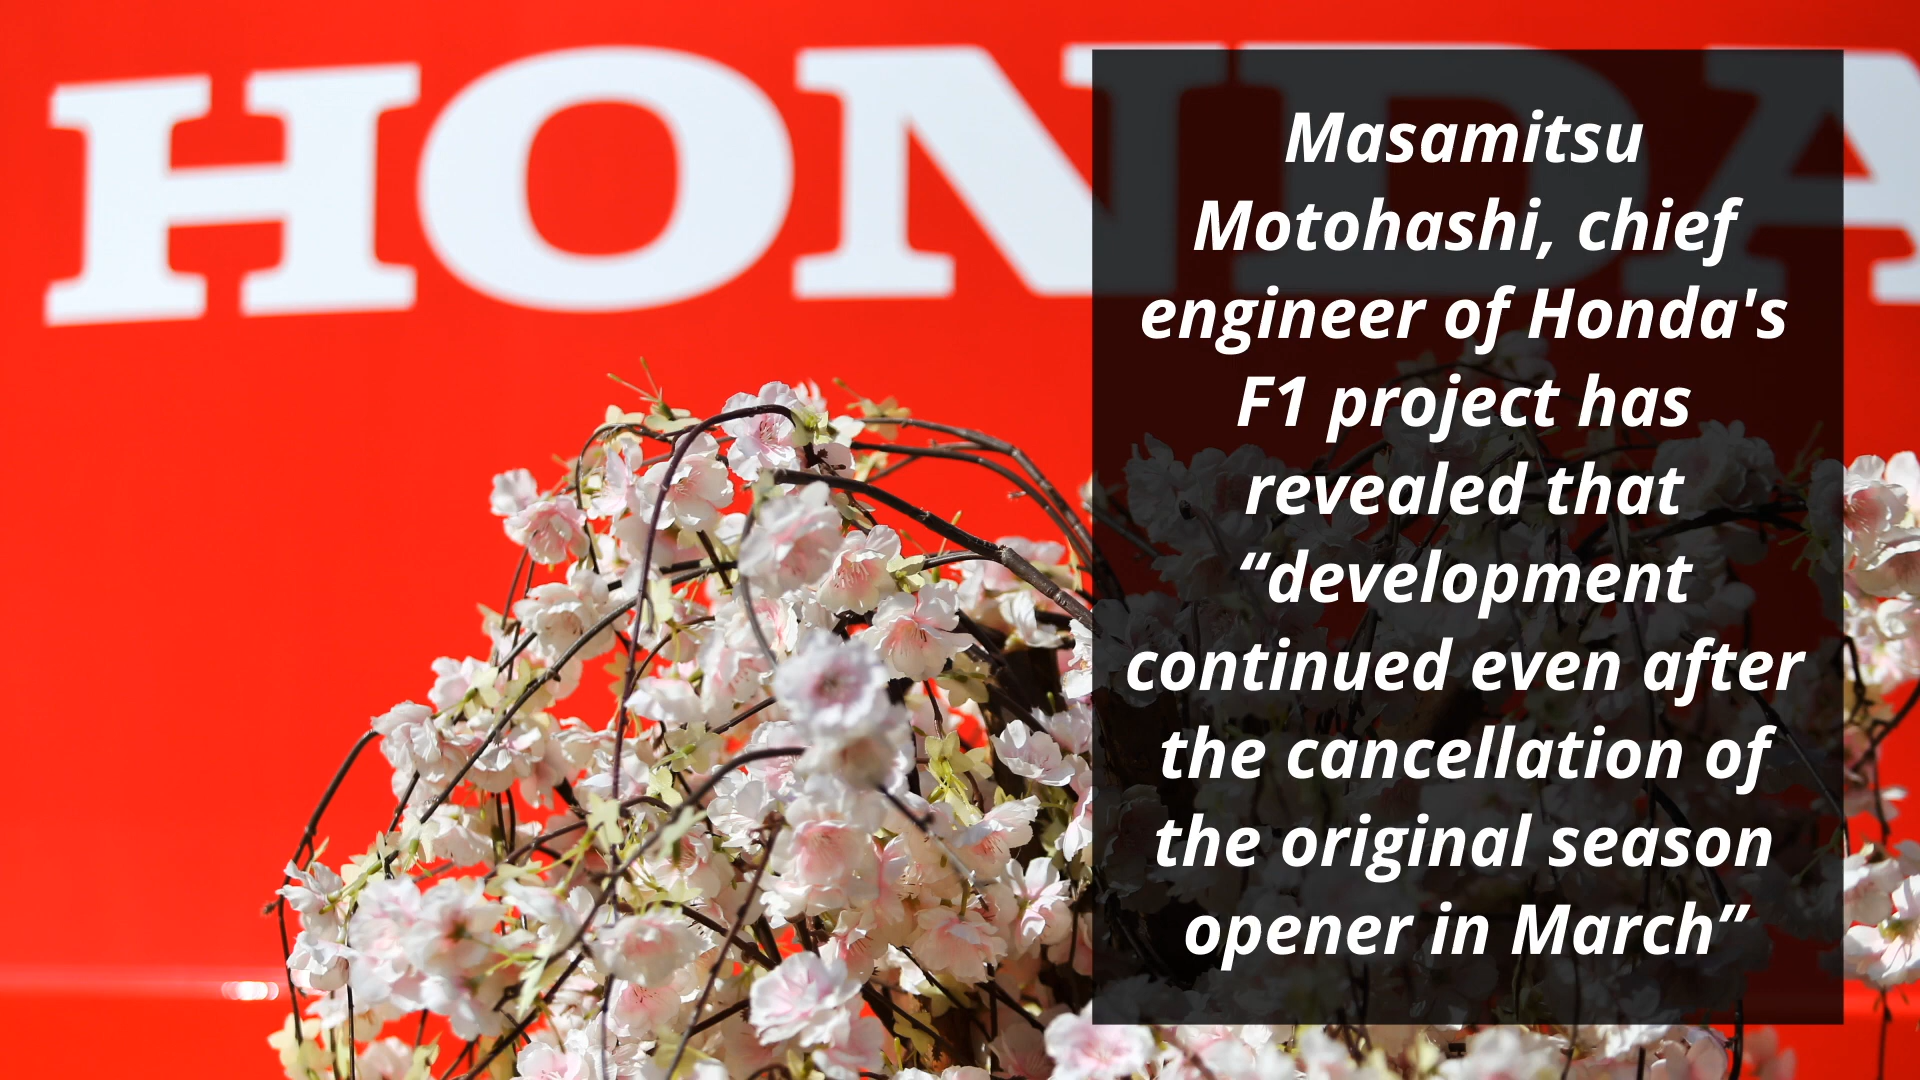 HONDA
Masamitsu
Motohashi, chief
engineer of Honda's
F1 project has
revealed that
“development
continued even after
the cancellation of
the original season
opener in March”